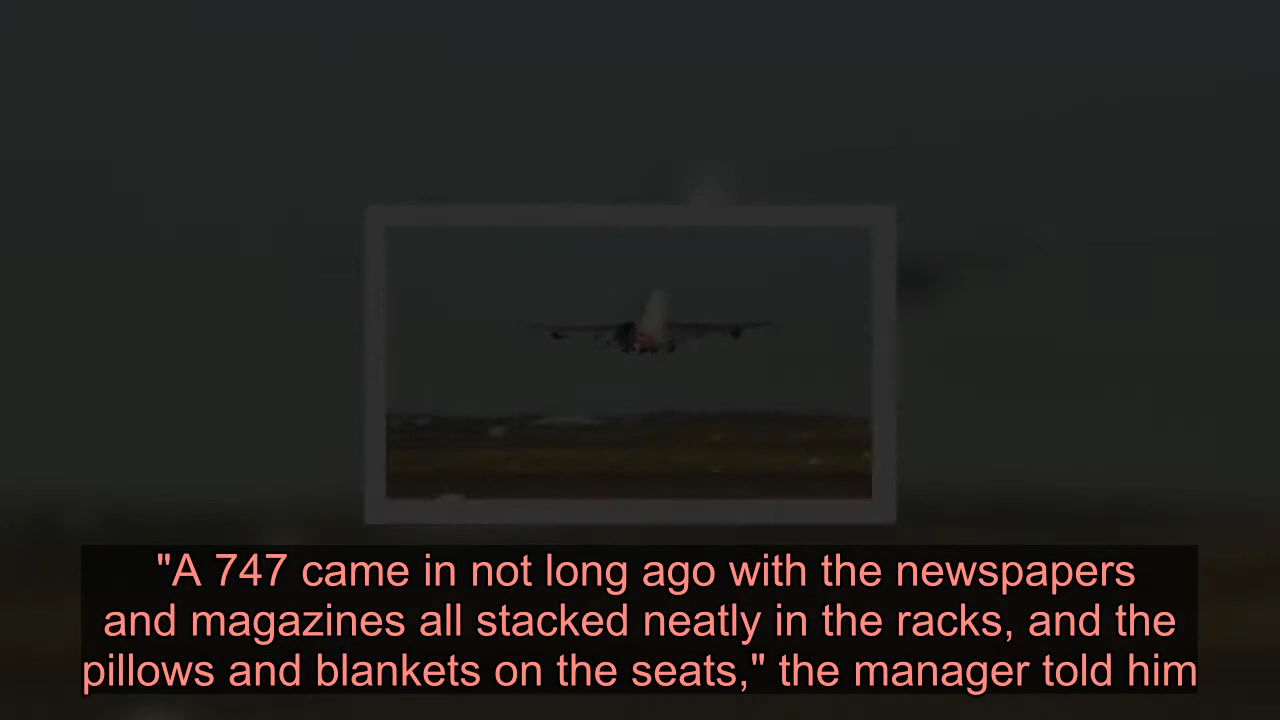 "A 747 came in not long ago with the newspapers
and magazines all stacked neatly in the racks, and the
pillows and blankets on the seats," the manager told him